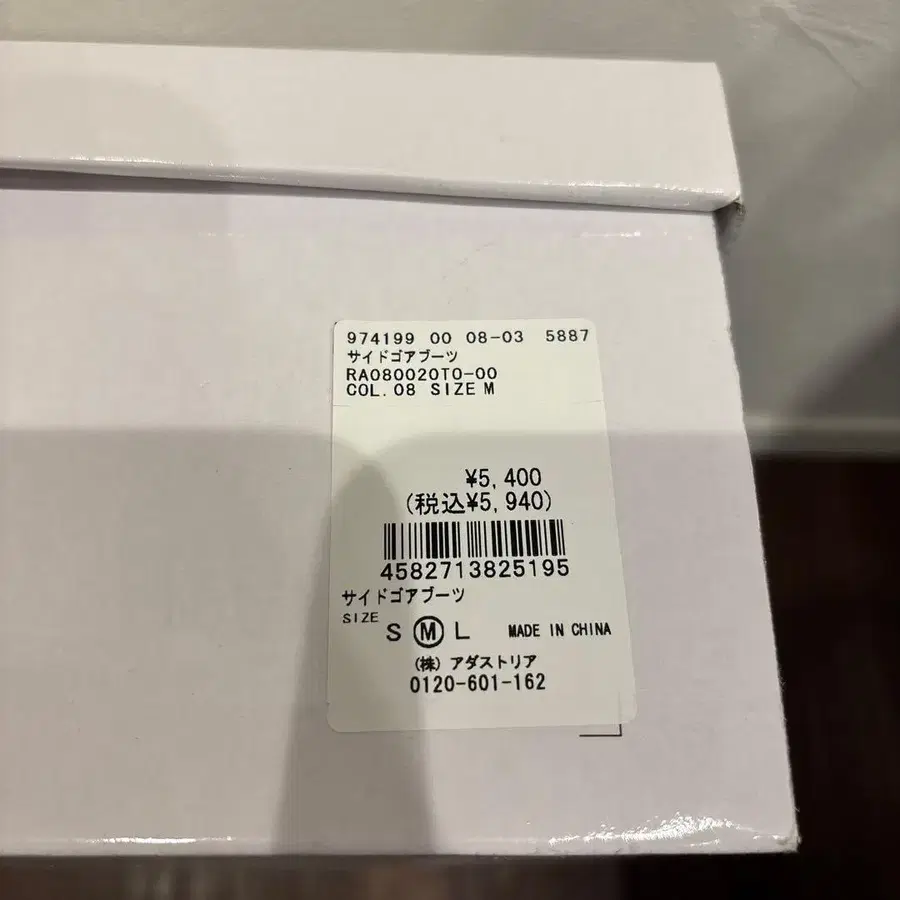 974199 00 08-03 5887
サイドゴアブーツ
RA080020TO-00
COL.08 SIZE M
¥5,400
(税込¥5,940)
4582713825195
サイドゴアブーツ
SIZE
S M L MADE IN CHINA
(株) アダストリア
0120-601-162